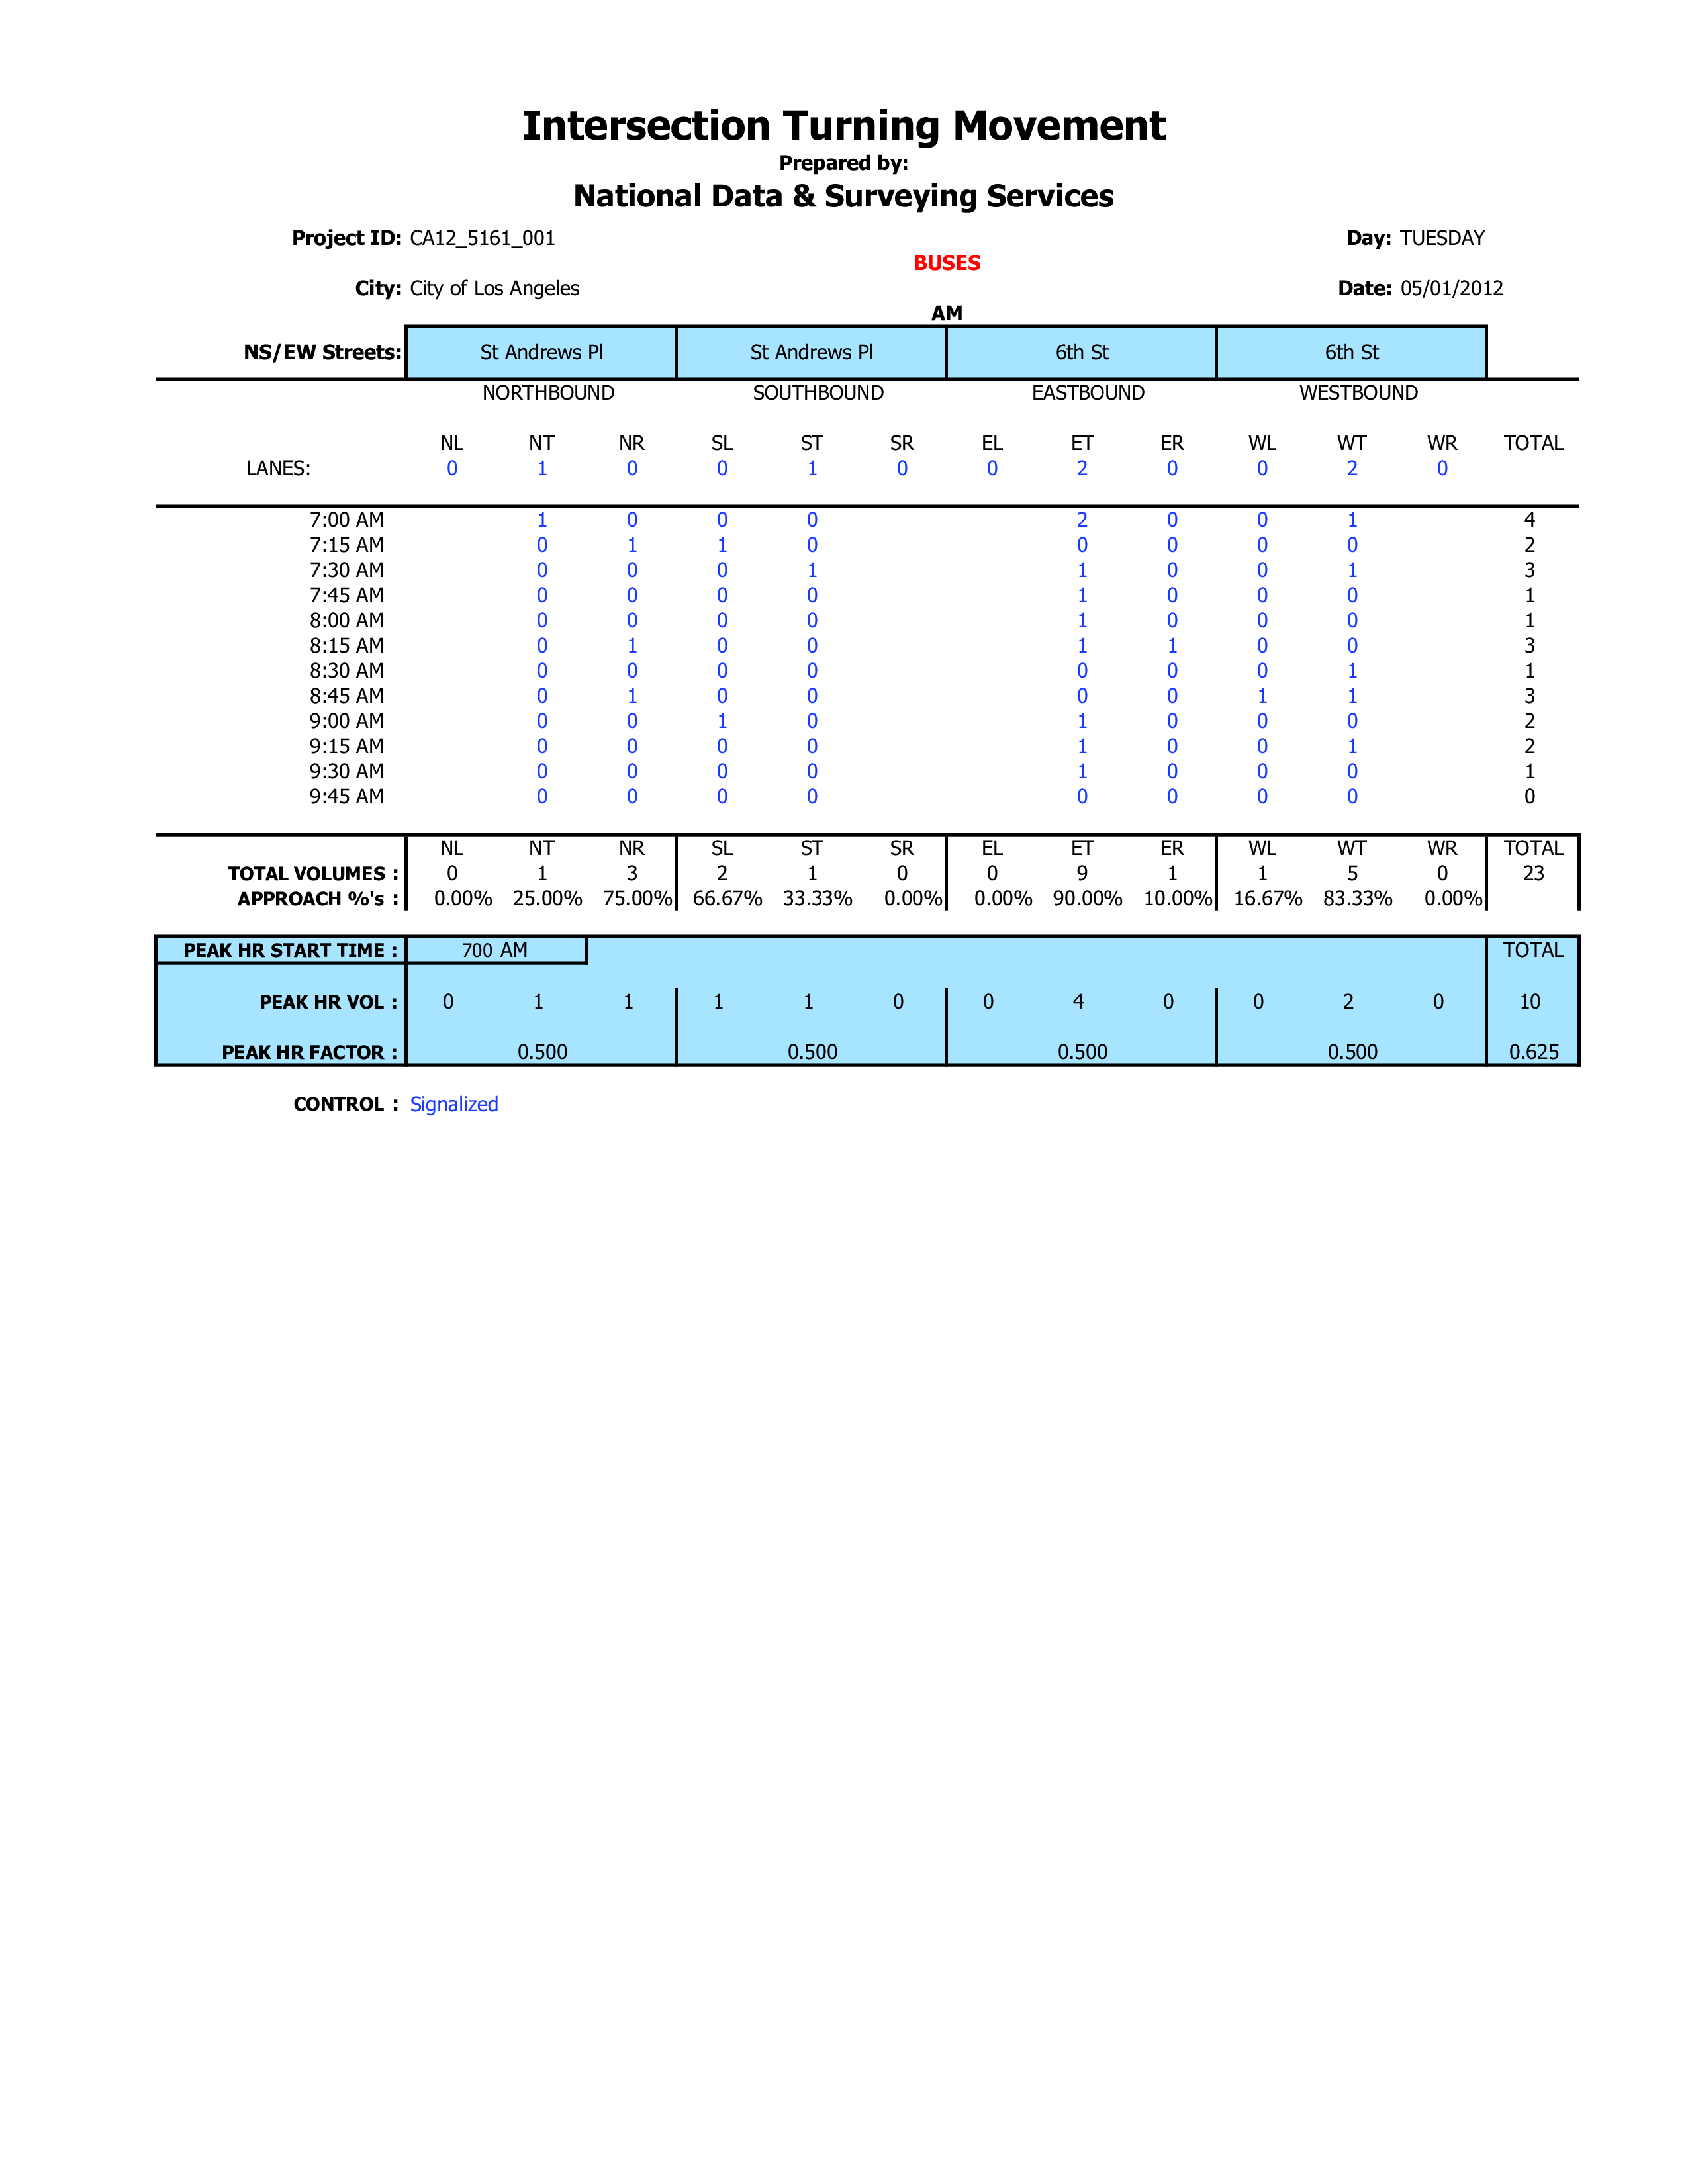 Intersection Turning Movement
Prepared by:
National Data & Surveying Services
Project ID: CA12_5161_001 Day: TUESDAY
BUSES
City: City of Los Angeles Date: 05/01/2012
AM
NS/EW Streets: St Andrews Pl St Andrews Pl 6th St 6th St
NORTHBOUND SOUTHBOUND EASTBOUND WESTBOUND
NL NT NR SL ST SR EL ET ER WL WT WR TOTAL
LANES: 0 1 0 0 1 0 0 2 0 0 2 0
7:00 AM 1 0 0 0 2 0 0 1 4
7:15 AM 0 1 1 0 0 0 0 0 2
7:30 AM 0 0 0 1 1 0 0 1 3
7:45 AM 0 0 0 0 1 0 0 0 1
8:00 AM 0 0 0 0 1 0 0 0 1
8:15 AM 0 1 0 0 1 1 0 0 3
8:30 AM 0 0 0 0 0 0 0 1 1
8:45 AM 0 1 0 0 0 0 1 1 3
9:00 AM 0 0 1 0 1 0 0 0 2
9:15 AM 0 0 0 0 1 0 0 1 2
9:30 AM 0 0 0 0 1 0 0 0 1
9:45 AM 0 0 0 0 0 0 0 0 0
NL NT NR SL ST SR EL ET ER WL WT WR TOTAL
TOTAL VOLUMES : 0 1 3 2 1 0 0 9 1 1 5 0 23
APPROACH %'s : 0.00% 25.00% 75.00% 66.67% 33.33% 0.00% 0.00% 90.00% 10.00% 16.67% 83.33% 0.00%
PEAK HR START TIME : 700 AM TOTAL
PEAK HR VOL : 0 1 1 1 1 0 0 4 0 0 2 0 10
PEAK HR FACTOR : 0.500 0.500 0.500 0.500 0.625
CONTROL : Signalized